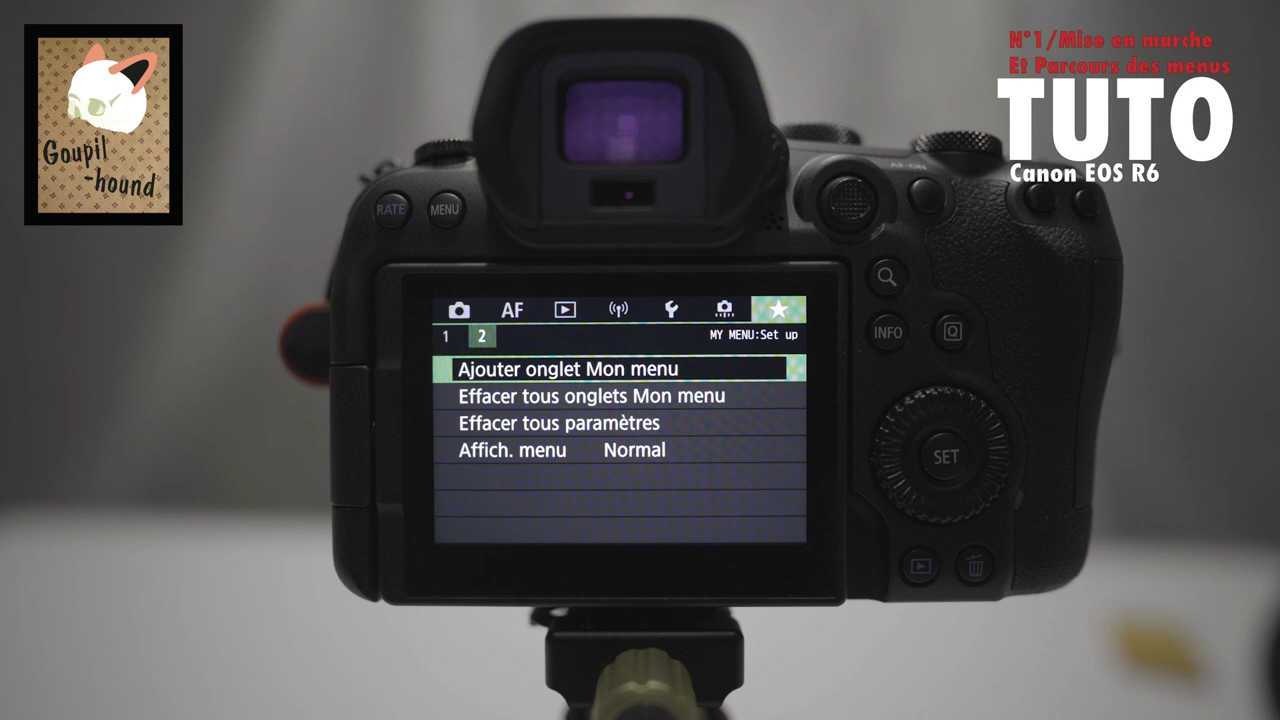 Goupil
-hound
N°1/Mise en marche
Et Parcours des menus
TUTO
Canon EOS R6
RATE
MENU
AF-ON
INFO
Q
SET
AF
1 2
MY MENU:Set up
Ajouter onglet Mon menu
Effacer tous onglets Mon menu
Effacer tous paramètres
Affich. menu Normal